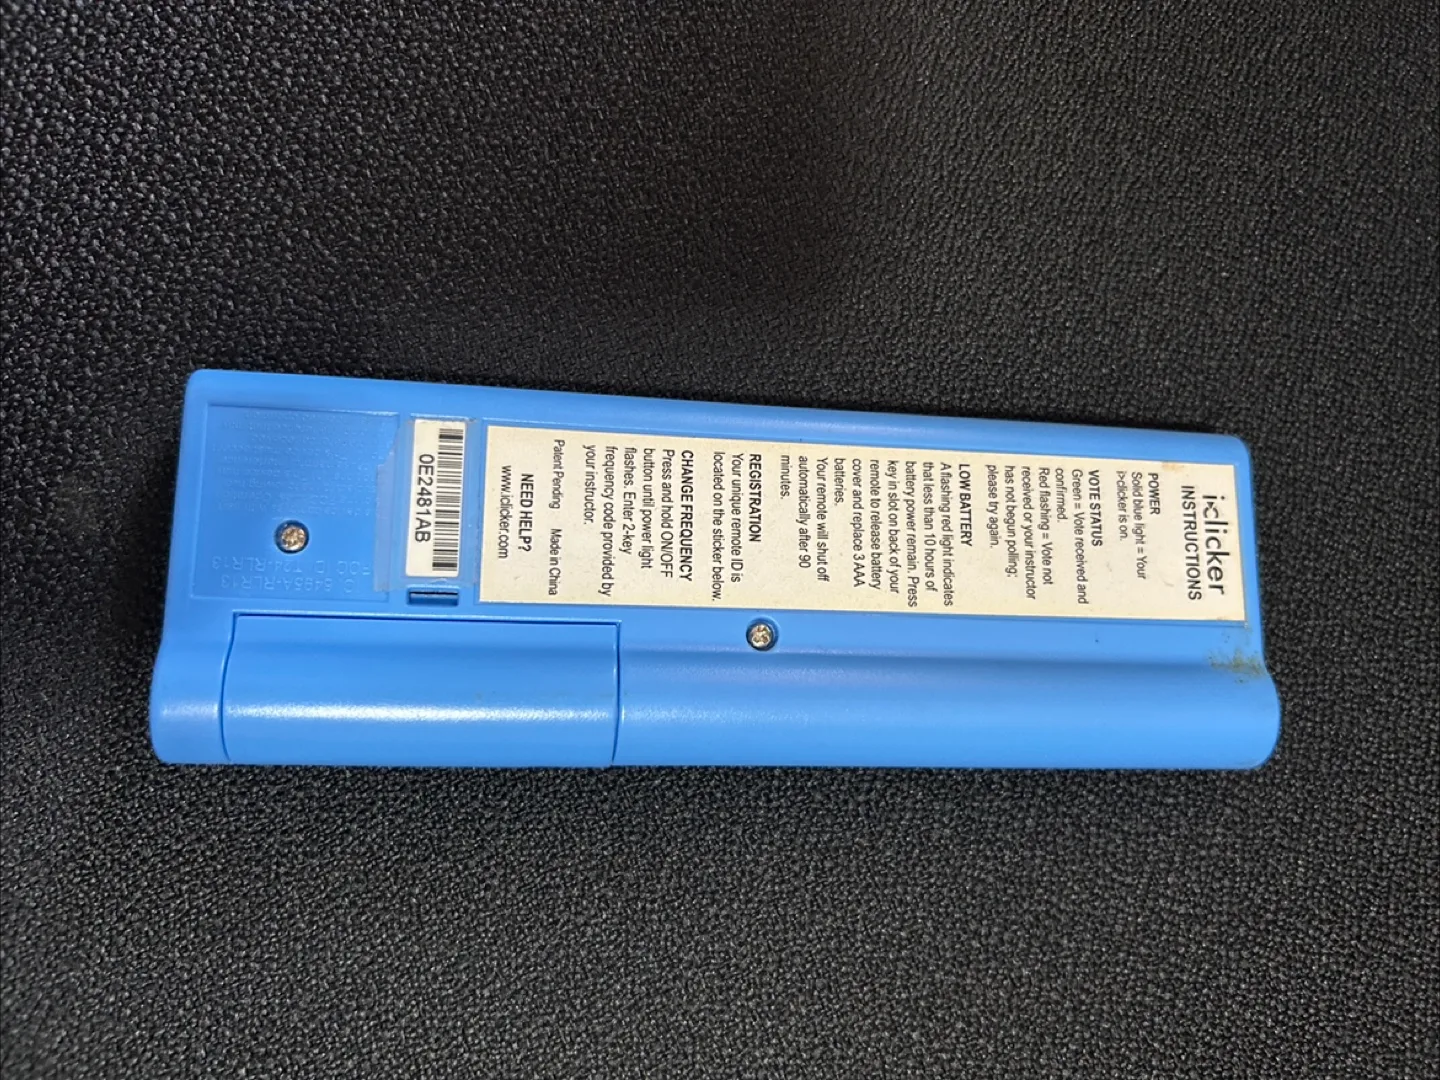 i>clicker
INSTRUCTIONS
POWER
Solid blue light = Your
i>clicker is on.
VOTE STATUS
Green = Vote received and
confirmed.
Red flashing = Vote not
received or your instructor
has not begun polling;
please try again.
LOW BATTERY
A flashing red light indicates
that less than 10 hours of
battery power remain. Press
key in slot on back of your
remote to release battery
cover and replace 3 AAA
batteries.
Your remote will shut off
automatically after 90
minutes.
REGISTRATION
Your unique remote ID is
located on the sticker below.
CHANGE FREQUENCY
Press and hold ON/OFF
button until power light
flashes. Enter 2-key
frequency code provided by
your instructor.
Patent Pending Made in China
NEED HELP?
www.iclicker.com
0E2481AB